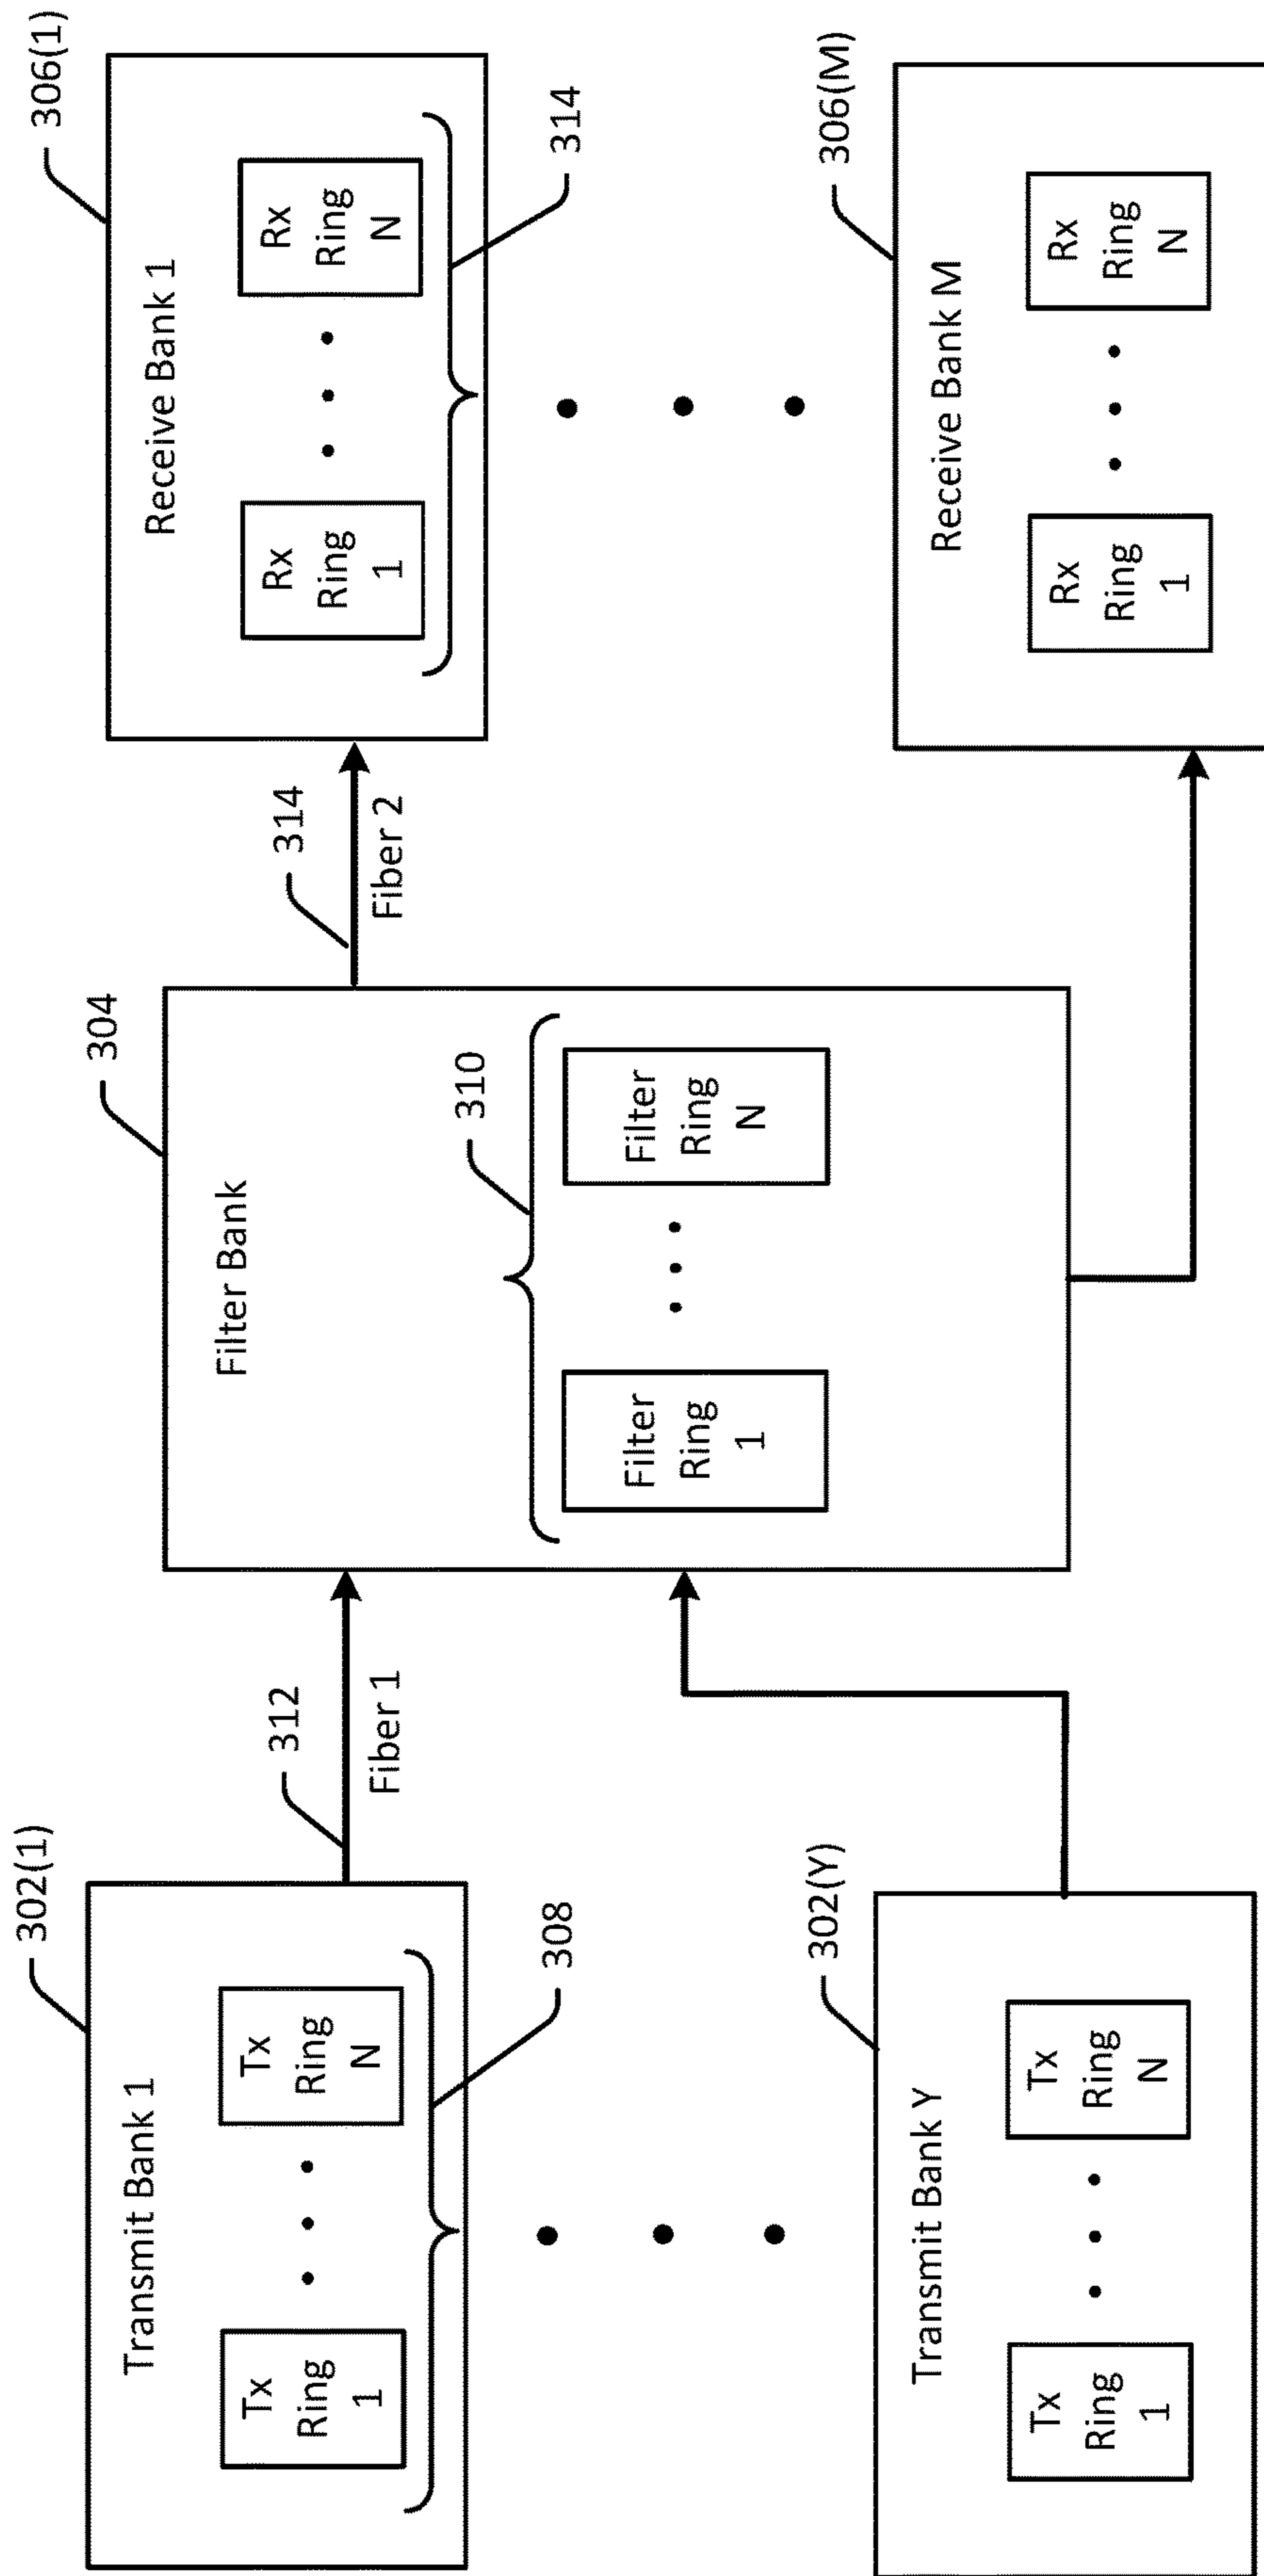 302(1)
Transmit Bank 1
Tx
Ring
1
Tx
Ring
N
308
312
Fiber 1
302(Y)
Transmit Bank Y
Tx
Ring
1
Tx
Ring
N
304
Filter Bank
310
Filter
Ring
1
Filter
Ring
N
314
Fiber 2
306(1)
Receive Bank 1
Rx
Ring
1
Rx
Ring
N
314
306(M)
Receive Bank M
Rx
Ring
1
Rx
Ring
N